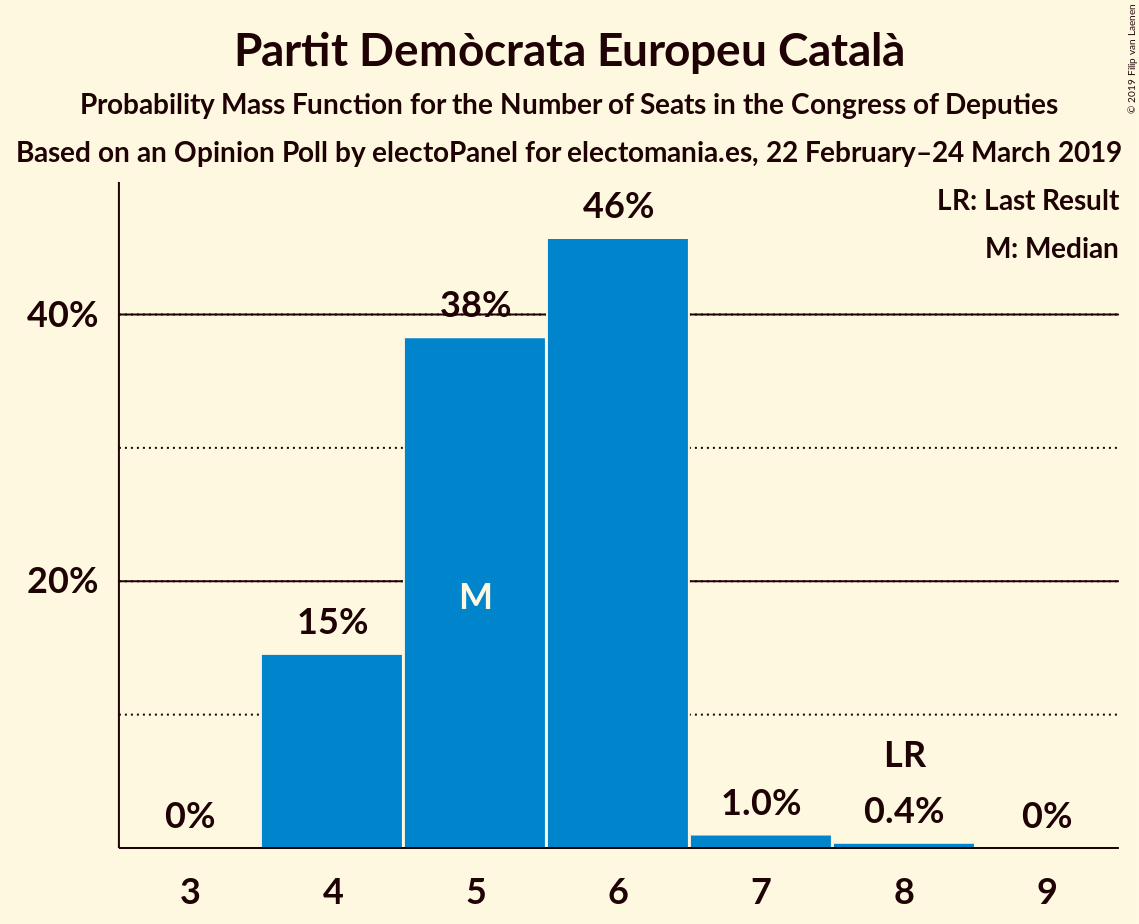 Partit Demòcrata Europeu Català
Probability Mass Function for the Number of Seats in the Congress of Deputies
Based on an Opinion Poll by electoPanel for electomania.es, 22 February–24 March 2019
© 2019 Filip van Laenen
LR: Last Result
M: Median
46%
38%
40%
M
20%
15%
LR
0%
1.0%
0.4%
0%
3 4 5 6 7 8 9